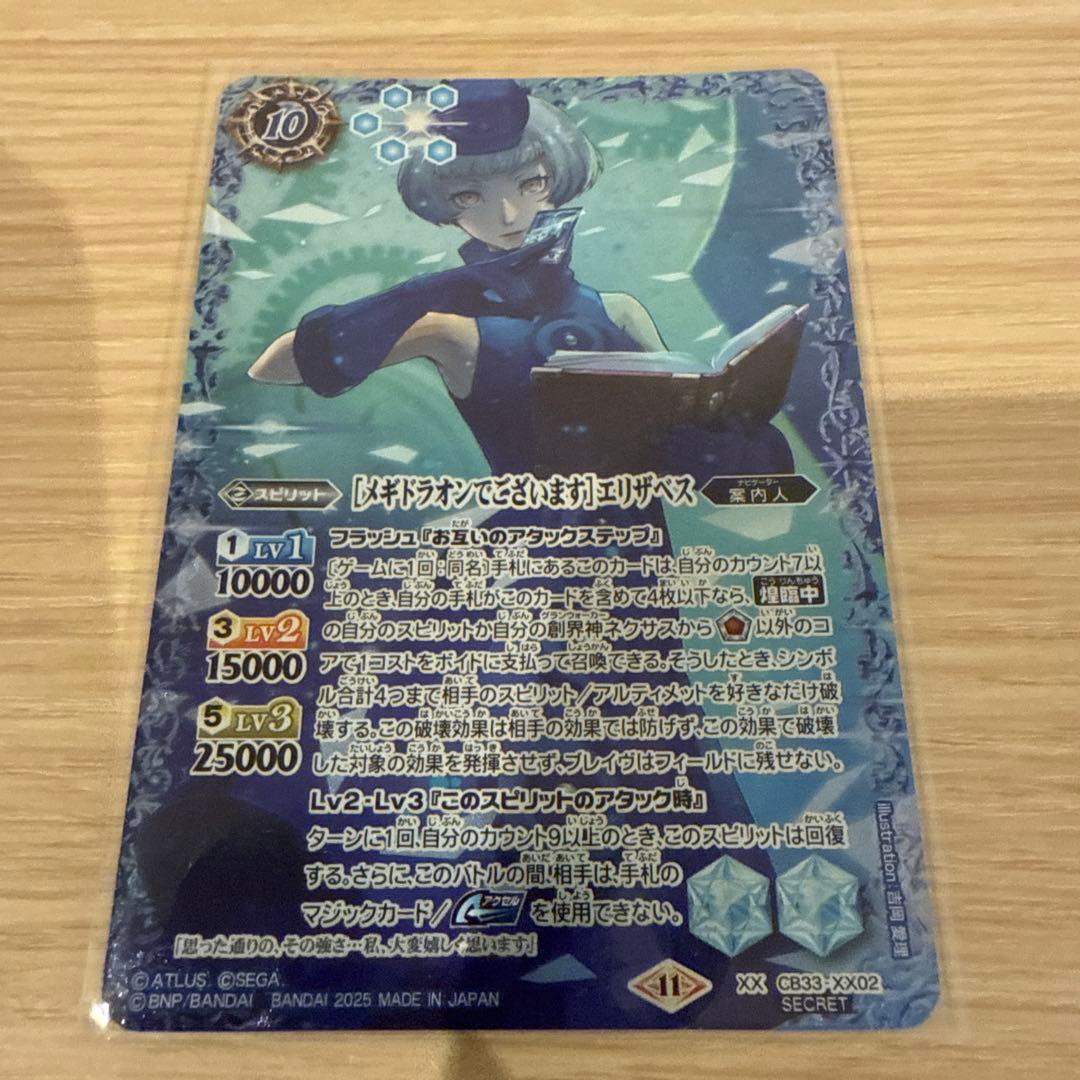 10
スピリット
[メギドラオンでございます]エリザベス
ナビゲーター
案内人
1 LV1
10000
3 LV2
15000
5 LV3
25000
フラッシュ『お互いのアタックステップ』
〔ゲームに1回:同名〕手札にあるこのカードは、自分のカウント7以
上のとき、自分の手札がこのカードを含めて4枚以下なら、煌臨中
の自分のスピリットか自分の創界神ネクサスから以外のコ
アで1コストをボイドに支払って召喚できる。そうしたとき、シンボ
ル合計4つまで相手のスピリット/アルティメットを好きなだけ破
壊する。この破壊効果は相手の効果では防げず、この効果で破壊
した対象の効果を発揮させず、ブレイヴはフィールドに残せない。
Lv2・Lv3『このスピリットのアタック時』
ターンに1回、自分のカウント9以上のとき、このスピリットは回復
する。さらに、このバトルの間、相手は、手札の
マジックカード/アクセルを使用できない。
「思った通りの、その強さ…私、大変嬉しく思います」
illustration:吉岡
©ATLUS. ©SEGA.
©BNP/BANDAI BANDAI 2025 MADE IN JAPAN
11
XX CB33-XX02
SECRET